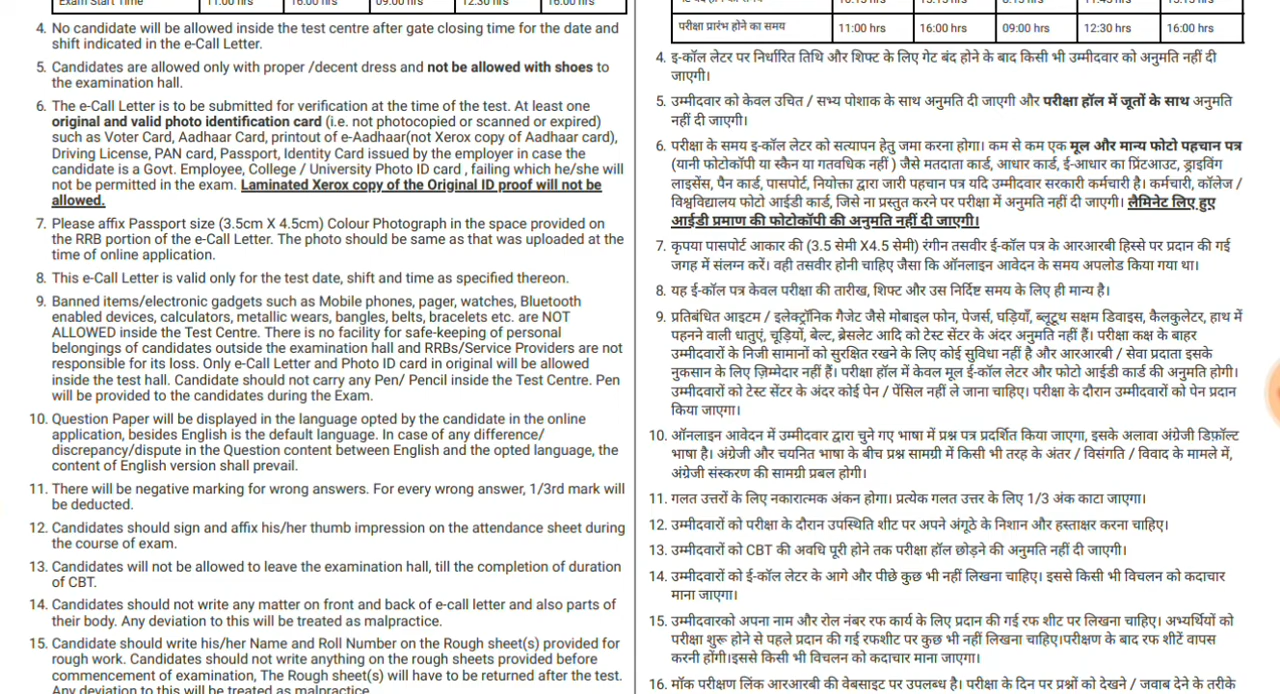 Exam Start Time 11:00 hrs 16:00 hrs 09:00 hrs 12:30 hrs 16:00 hrs
4. No candidate will be allowed inside the test centre after gate closing time for the date and
shift indicated in the e-Call Letter.
5. Candidates are allowed only with proper /decent dress and not be allowed with shoes to
the examination hall.
6. The e-Call Letter is to be submitted for verification at the time of the test. At least one
original and valid photo identification card (i.e. not photocopied or scanned or expired)
such as Voter Card, Aadhaar Card, printout of e-Aadhaar(not Xerox copy of Aadhaar card),
Driving License, PAN card, Passport, Identity Card issued by the employer in case the
candidate is a Govt. Employee, College / University Photo ID card , failing which he/she will
not be permitted in the exam. Laminated Xerox copy of the Original ID proof will not be
allowed.
7. Please affix Passport size (3.5cm X 4.5cm) Colour Photograph in the space provided on
the RRB portion of the e-Call Letter. The photo should be same as that was uploaded at the
time of online application.
8. This e-Call Letter is valid only for the test date, shift and time as specified thereon.
9. Banned items/electronic gadgets such as Mobile phones, pager, watches, Bluetooth
enabled devices, calculators, metallic wears, bangles, belts, bracelets etc. are NOT
ALLOWED inside the Test Centre. There is no facility for safe-keeping of personal
belongings of candidates outside the examination hall and RRBs/Service Providers are not
responsible for its loss. Only e-Call Letter and Photo ID card in original will be allowed
inside the test hall. Candidate should not carry any Pen/ Pencil inside the Test Centre. Pen
will be provided to the candidates during the Exam.
10. Question Paper will be displayed in the language opted by the candidate in the online
application, besides English is the default language. In case of any difference/
discrepancy/dispute in the Question content between English and the opted language, the
content of English version shall prevail.
11. There will be negative marking for wrong answers. For every wrong answer, 1/3rd mark will
be deducted.
12. Candidates should sign and affix his/her thumb impression on the attendance sheet during
the course of exam.
13. Candidates will not be allowed to leave the examination hall, till the completion of duration
of CBT.
14. Candidates should not write any matter on front and back of e-call letter and also parts of
their body. Any deviation to this will be treated as malpractice.
15. Candidate should write his/her Name and Roll Number on the Rough sheet(s) provided for
rough work. Candidates should not write anything on the rough sheets provided before
commencement of examination, The Rough sheet(s) will have to be returned after the test.
Any deviation to this will be treated as malpractice
परीक्षा प्रारंभ होने का समय 11:00 hrs 16:00 hrs 09:00 hrs 12:30 hrs 16:00 hrs
4. इ-कॉल लेटर पर निर्धारित तिथि और शिफ्ट के लिए गेट बंद होने के बाद किसी भी उम्मीदवार को अनुमति नहीं दी
जाएगी।
5. उम्मीदवार को केवल उचित / सभ्य पोशाक के साथ अनुमति दी जाएगी और परीक्षा हॉल में जूतों के साथ अनुमति
नहीं दी जाएगी।
6. परीक्षा के समय इ-कॉल लेटर को सत्यापन हेतु जमा करना होगा। कम से कम एक मूल और मान्य फोटो पहचान पत्र
(यानी फोटोकॉपी या स्कैन या गतवधिक नहीं ) जैसे मतदाता कार्ड, आधार कार्ड, ई-आधार का प्रिंटआउट, ड्राइविंग
लाइसेंस, पैन कार्ड, पासपोर्ट, नियोक्ता द्वारा जारी पहचान पत्र यदि उम्मीदवार सरकारी कर्मचारी है। कर्मचारी, कॉलेज /
विश्वविद्यालय फोटो आईडी कार्ड, जिसे ना प्रस्तुत करने पर परीक्षा में अनुमति नहीं दी जाएगी। लैमिनेट लिए हुए
आईडी प्रमाण की फोटोकॉपी की अनुमति नहीं दी जाएगी।
7. कृपया पासपोर्ट आकार की (3.5 सेमी X4.5 सेमी) रंगीन तसवीर ई-कॉल पत्र के आरआरबी हिस्से पर प्रदान की गई
जगह में संलग्न करें। वही तसवीर होनी चाहिए जैसा कि ऑनलाइन आवेदन के समय अपलोड किया गया था।
8. यह ई-कॉल पत्र केवल परीक्षा की तारीख, शिफ्ट और उस निर्दिष्ट समय के लिए ही मान्य है।
9. प्रतिबंधित आइटम / इलेक्ट्रॉनिक गैजेट जैसे मोबाइल फोन, पेजर्स, घड़ियाँ, ब्लूटूथ सक्षम डिवाइस, कैलकुलेटर, हाथ में
पहनने वाली धातुएं, चूड़ियों, बेल्ट, ब्रेसलेट आदि को टेस्ट सेंटर के अंदर अनुमति नहीं हैं। परीक्षा कक्ष के बाहर
उम्मीदवारों के निजी सामानों को सुरक्षित रखने के लिए कोई सुविधा नहीं है और आरआरबी / सेवा प्रदाता इसके
नुकसान के लिए ज़िम्मेदार नहीं हैं। परीक्षा हॉल में केवल मूल ई-कॉल लेटर और फोटो आईडी कार्ड की अनुमति होगी।
उम्मीदवारों को टेस्ट सेंटर के अंदर कोई पेन / पेंसिल नहीं ले जाना चाहिए। परीक्षा के दौरान उम्मीदवारों को पेन प्रदान
किया जाएगा।
10. ऑनलाइन आवेदन में उम्मीदवार द्वारा चुने गए भाषा में प्रश्न पत्र प्रदर्शित किया जाएगा, इसके अलावा अंग्रेजी डिफ़ॉल्ट
भाषा है। अंग्रेजी और चयनित भाषा के बीच प्रश्न सामग्री में किसी भी तरह के अंतर / विसंगति / विवाद के मामले में,
अंग्रेजी संस्करण की सामग्री प्रबल होगी।
11. गलत उत्तरों के लिए नकारात्मक अंकन होगा। प्रत्येक गलत उत्तर के लिए 1/3 अंक काटा जाएगा।
12. उम्मीदवारों को परीक्षा के दौरान उपस्थिति शीट पर अपने अंगूठे के निशान और हस्ताक्षर करना चाहिए।
13. उम्मीदवारों को CBT की अवधि पूरी होने तक परीक्षा हॉल छोड़ने की अनुमति नहीं दी जाएगी।
14. उम्मीदवारों को ई-कॉल लेटर के आगे और पीछे कुछ भी नहीं लिखना चाहिए। इससे किसी भी विचलन को कदाचार
माना जाएगा।
15. उम्मीदवारको अपना नाम और रोल नंबर रफ कार्य के लिए प्रदान की गई रफ शीट पर लिखना चाहिए। अभ्यर्थियों को
परीक्षा शुरू होने से पहले प्रदान की गई रफशीट पर कुछ भी नहीं लिखना चाहिए।परीक्षण के बाद रफ शीटें वापस
करनी होंगी।इससे किसी भी विचलन को कदाचार माना जाएगा।
16. मॉक परीक्षण लिंक आरआरबी की वेबसाइट पर उपलब्ध है। परीक्षा के दिन पर प्रश्नों को देखने / जवाब देने के तरीके